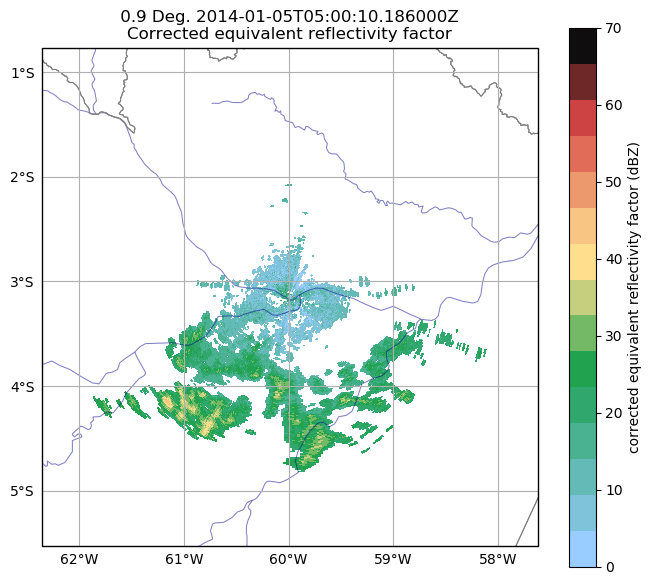 0.9 Deg. 2014-01-05T05:00:10.186000Z
Corrected equivalent reflectivity factor
1°S
2°S
3°S
4°S
5°S
62°W
61°W
60°W
59°W
58°W
70
60
50
40
30
20
10
0
corrected equivalent reflectivity factor (dBZ)